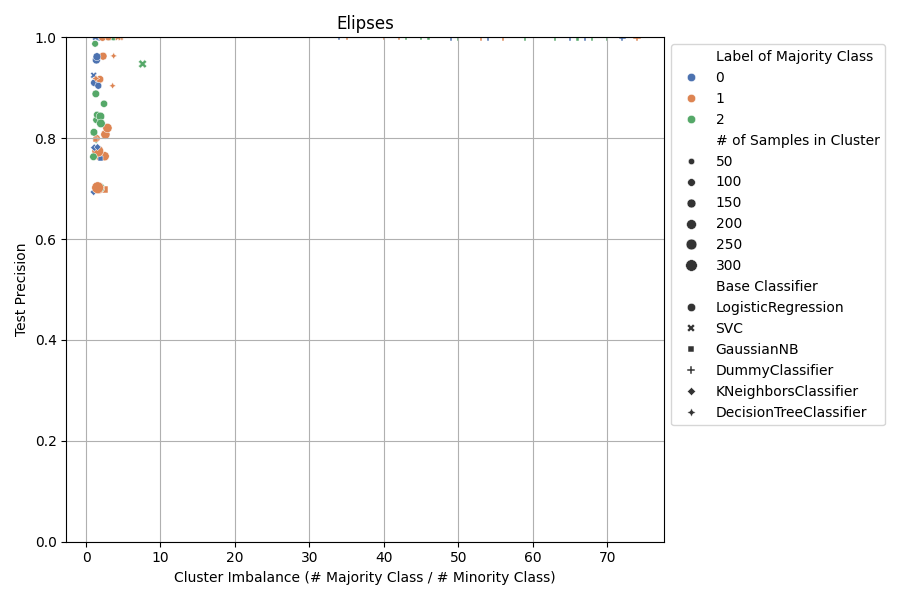 Elipses
1.0
0.8
0.6
0.4
0.2
0.0
Test Precision
0
10
20
30
40
50
60
70
Cluster Imbalance (# Majority Class / # Minority Class)
Label of Majority Class
0
1
2
# of Samples in Cluster
50
100
150
200
250
300
Base Classifier
LogisticRegression
SVC
GaussianNB
DummyClassifier
KNeighborsClassifier
DecisionTreeClassifier